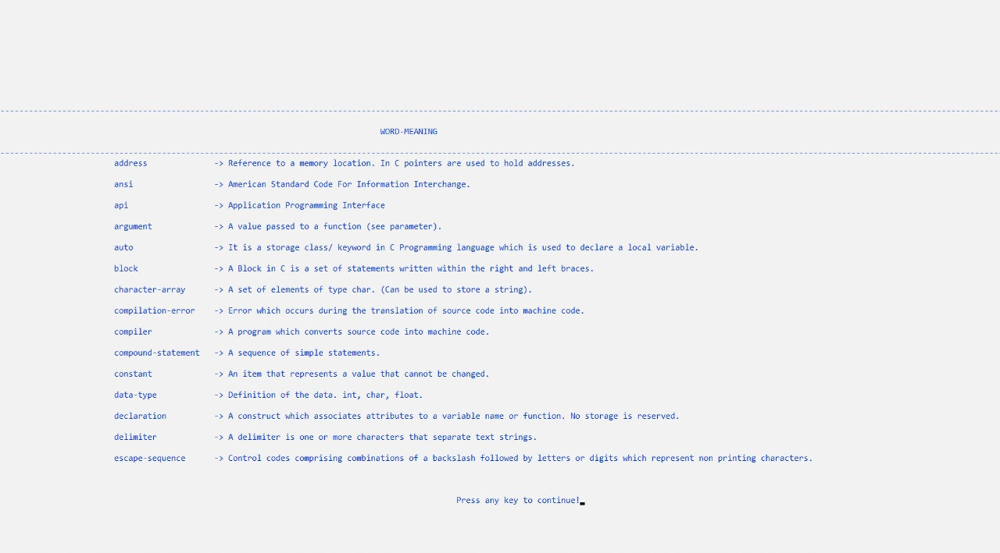 WORD-MEANING
address -> Reference to a memory location. In C pointers are used to hold addresses.
ansi -> American Standard Code For Information Interchange.
api -> Application Programming Interface
argument -> A value passed to a function (see parameter).
auto -> It is a storage class/ keyword in C Programming language which is used to declare a local variable.
block -> A Block in C is a set of statements written within the right and left braces.
character-array -> A set of elements of type char. (Can be used to store a string).
compilation-error -> Error which occurs during the translation of source code into machine code.
compiler -> A program which converts source code into machine code.
compound-statement -> A sequence of simple statements.
constant -> An item that represents a value that cannot be changed.
data-type -> Definition of the data. int, char, float.
declaration -> A construct which associates attributes to a variable name or function. No storage is reserved.
delimiter -> A delimiter is one or more characters that separate text strings.
escape-sequence -> Control codes comprising combinations of a backslash followed by letters or digits which represent non printing characters.
Press any key to continue!